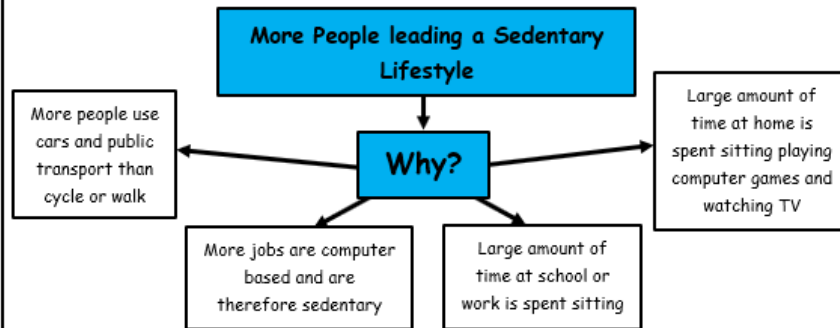 More People leading a Sedentary
Lifestyle
Why?
More people use
cars and public
transport than
cycle or walk
More jobs are computer
based and are
therefore sedentary
Large amount of
time at school or
work is spent sitting
Large amount of
time at home is
spent sitting playing
computer games and
watching TV